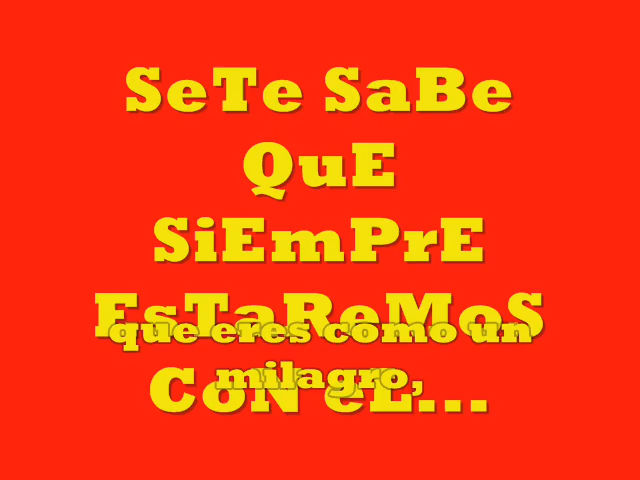 SeTe SaBe
QuE
SiEmPrE
EsTaReMoS
que eres como un
milagro,
CoN eL...